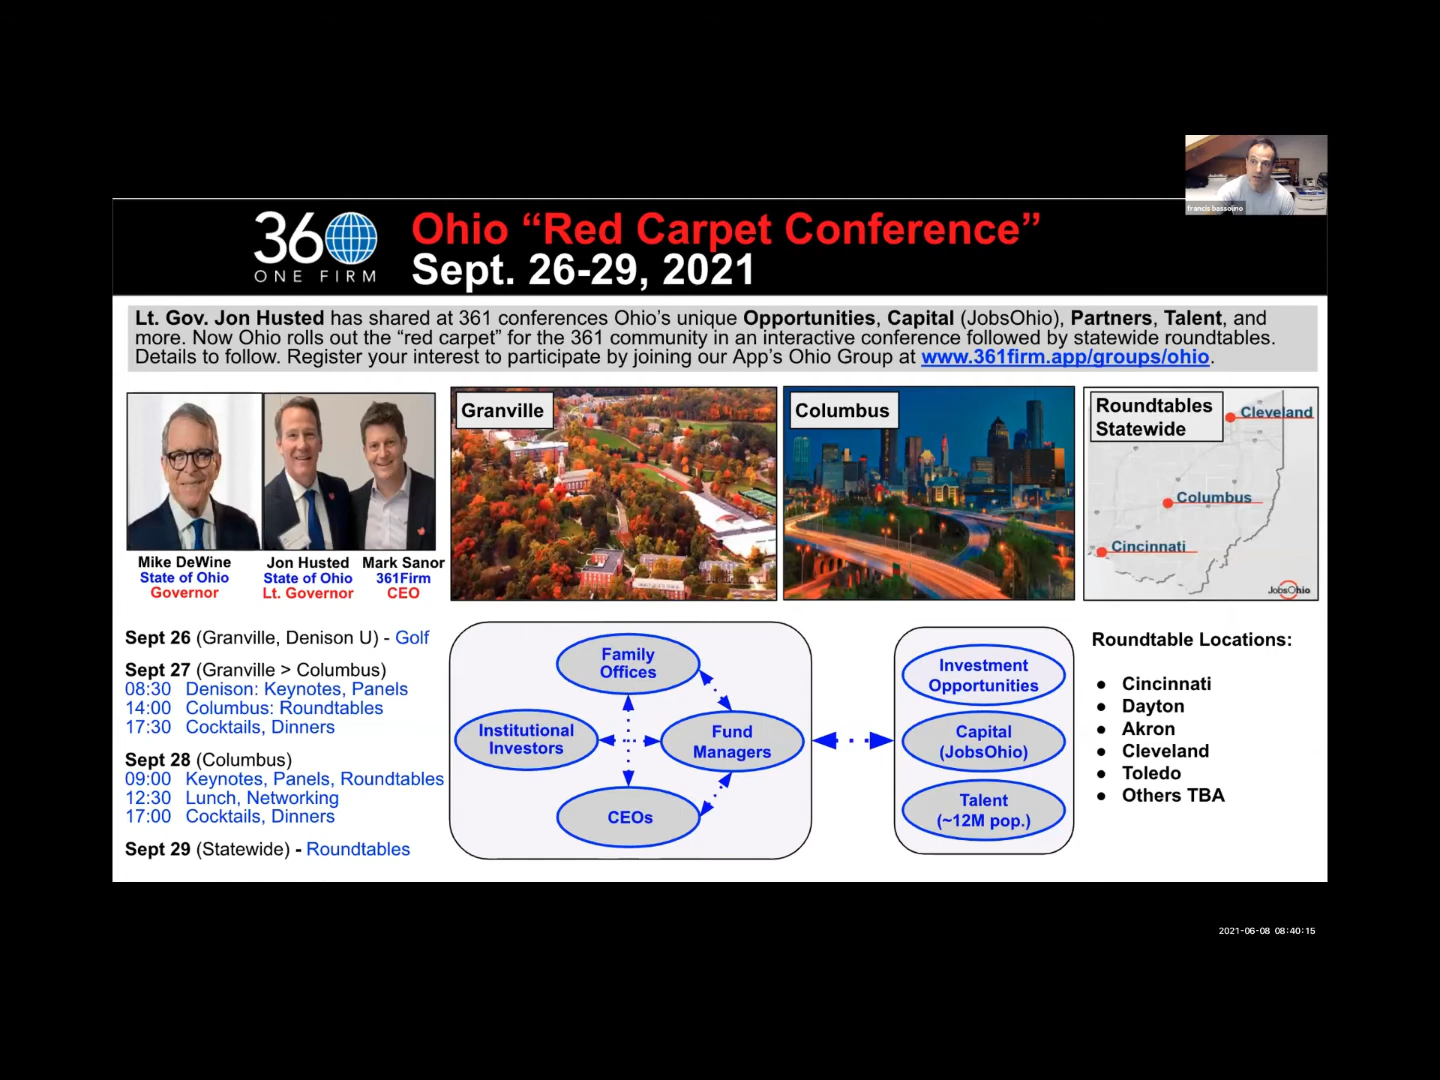 francis bassolino
360
ONE FIRM
Ohio “Red Carpet Conference”
Sept. 26-29, 2021
Lt. Gov. Jon Husted has shared at 361 conferences Ohio’s unique Opportunities, Capital (JobsOhio), Partners, Talent, and
more. Now Ohio rolls out the “red carpet” for the 361 community in an interactive conference followed by statewide roundtables.
Details to follow. Register your interest to participate by joining our App’s Ohio Group at www.361firm.app/groups/ohio.
Mike DeWine
State of Ohio
Governor
Jon Husted
State of Ohio
Lt. Governor
Mark Sanor
361Firm
CEO
Granville
Columbus
Roundtables
Statewide
Cleveland
Columbus
Cincinnati
JobsOhio
Sept 26 (Granville, Denison U) - Golf
Sept 27 (Granville > Columbus)
08:30 Denison: Keynotes, Panels
14:00 Columbus: Roundtables
17:30 Cocktails, Dinners
Sept 28 (Columbus)
09:00 Keynotes, Panels, Roundtables
12:30 Lunch, Networking
17:00 Cocktails, Dinners
Sept 29 (Statewide) - Roundtables
Family
Offices
Institutional
Investors
Fund
Managers
CEOs
Investment
Opportunities
Capital
(JobsOhio)
Talent
(~12M pop.)
Roundtable Locations:
● Cincinnati
● Dayton
● Akron
● Cleveland
● Toledo
● Others TBA
2021-06-08 08:40:15